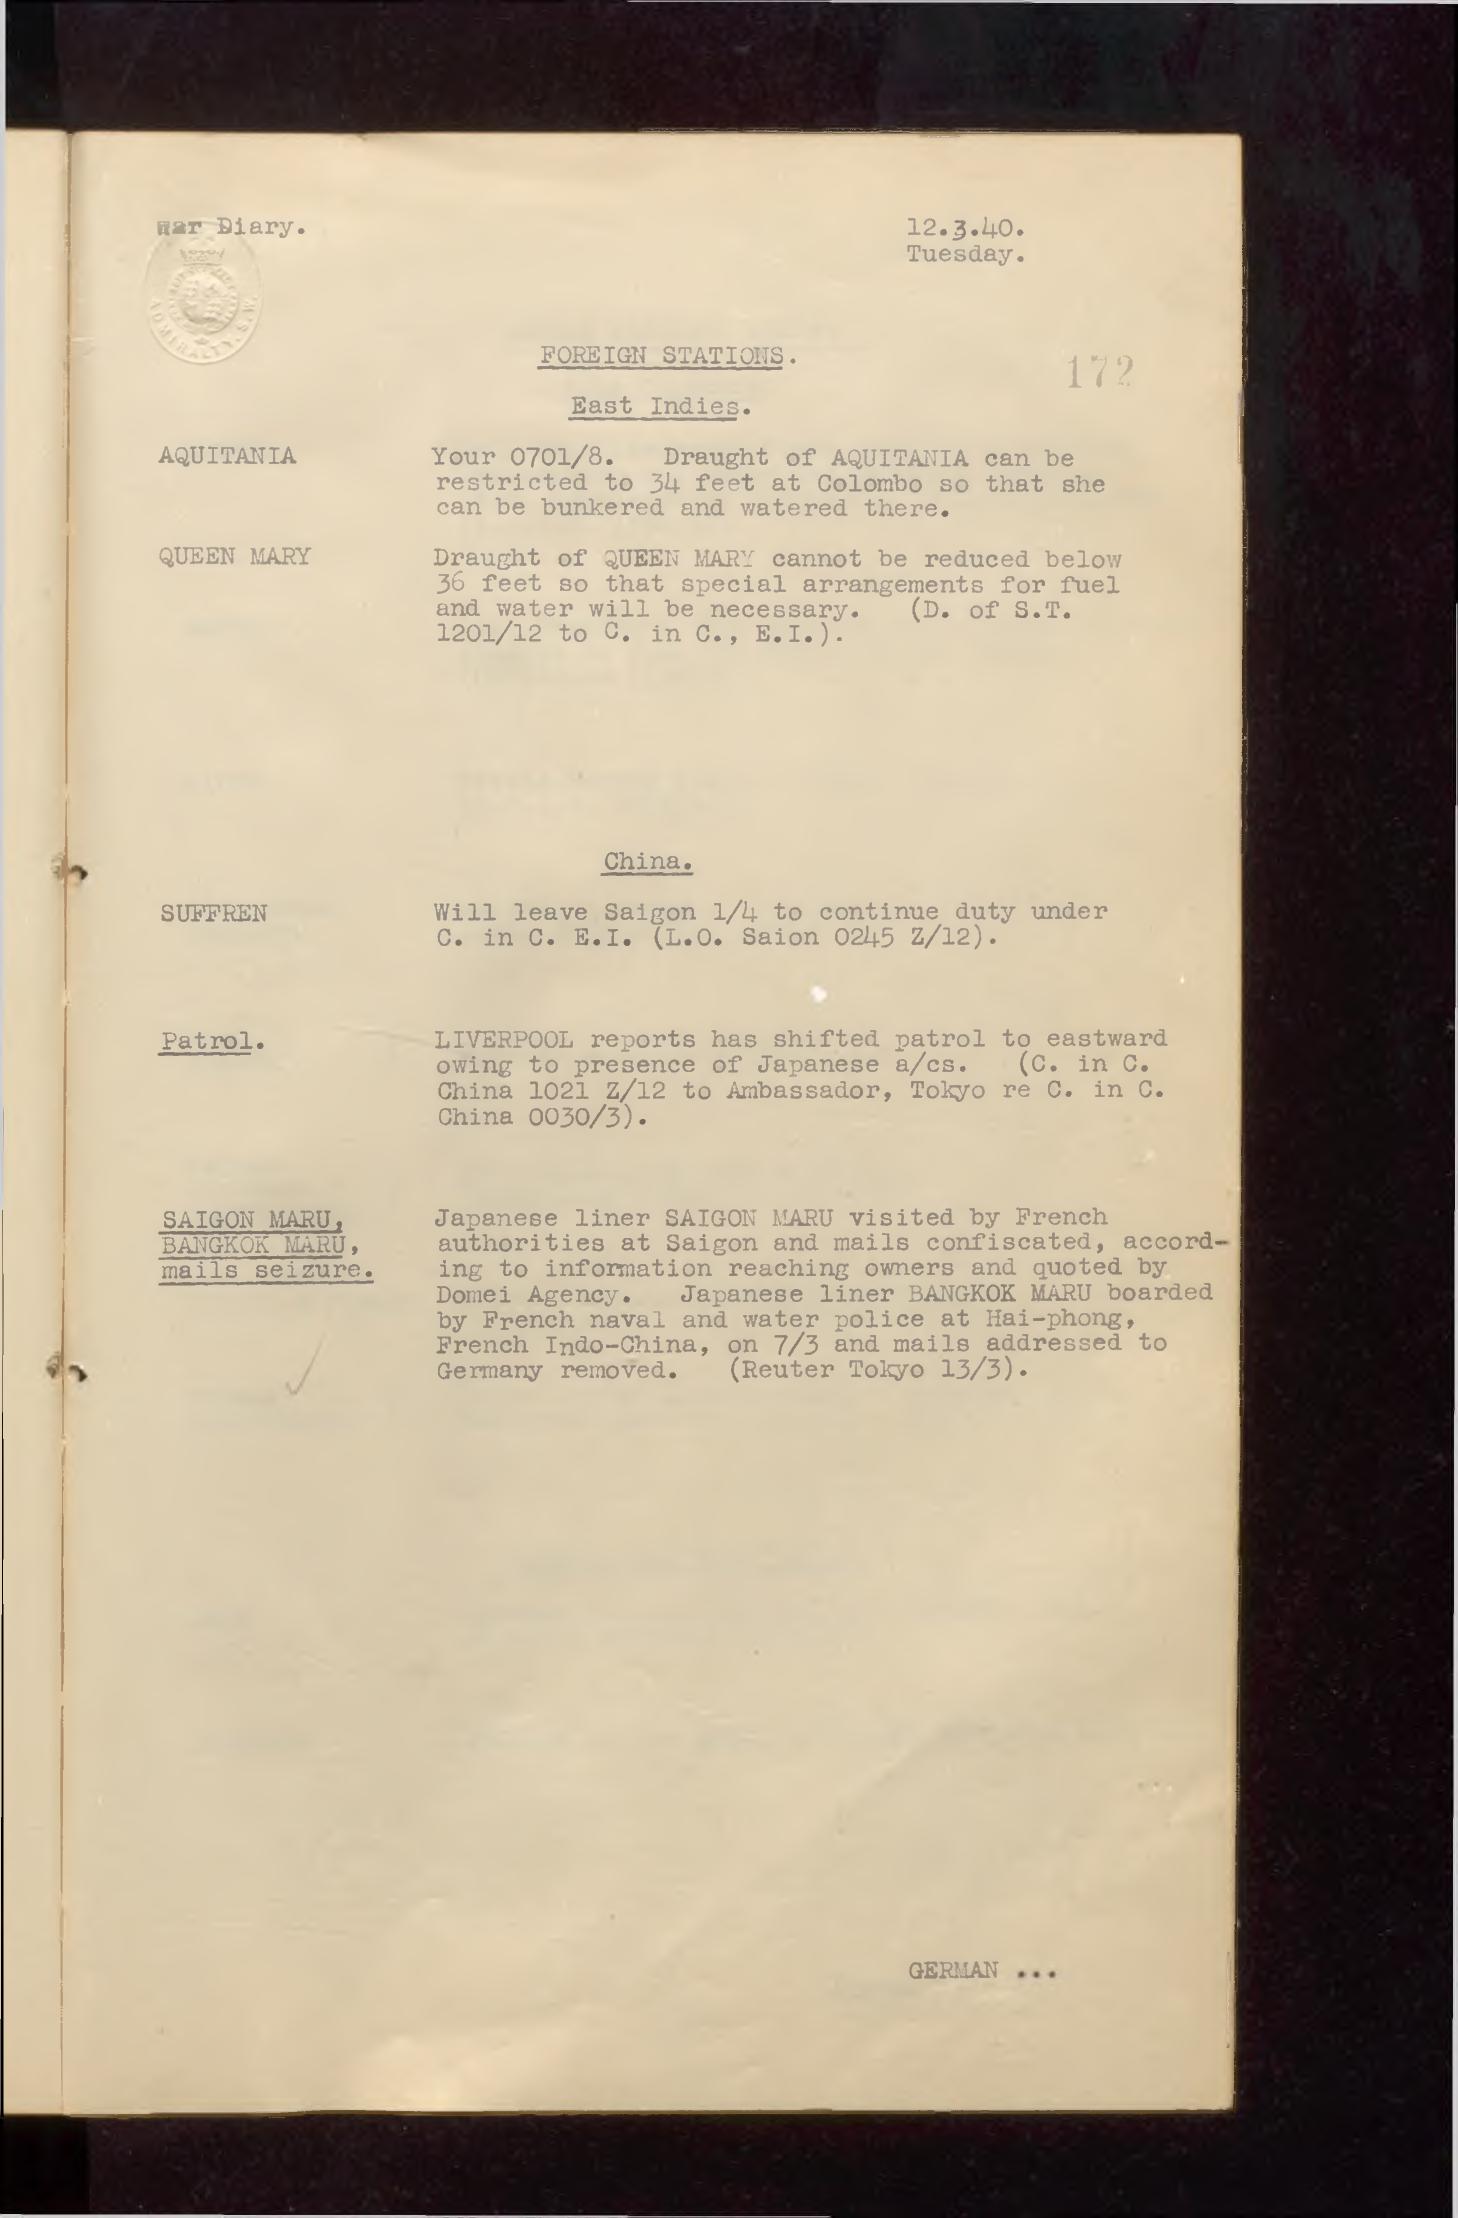 War Diary.
12.3.40.
Tuesday.
ADMIRALTY. S.W.
FOREIGN STATIONS.
172
East Indies.
AQUITANIA
Your 0701/8. Draught of AQUITANIA can be
restricted to 34 feet at Colombo so that she
can be bunkered and watered there.
QUEEN MARY
Draught of QUEEN MARY cannot be reduced below
36 feet so that special arrangements for fuel
and water will be necessary. (D. of S.T.
1201/12 to C. in C., E.I.).
China.
SUFFREN
Will leave Saigon 1/4 to continue duty under
C. in C. E.I. (L.O. Saion 0245 Z/12).
Patrol.
LIVERPOOL reports has shifted patrol to eastward
owing to presence of Japanese a/cs. (C. in C.
China 1021 Z/12 to Ambassador, Tokyo re C. in C.
China 0030/3).
SAIGON MARU,
BANGKOK MARU,
mails seizure.
Japanese liner SAIGON MARU visited by French
authorities at Saigon and mails confiscated, accord-
ing to information reaching owners and quoted by
Domei Agency. Japanese liner BANGKOK MARU boarded
by French naval and water police at Hai-phong,
French Indo-China, on 7/3 and mails addressed to
Germany removed. (Reuter Tokyo 13/3).
GERMAN ...